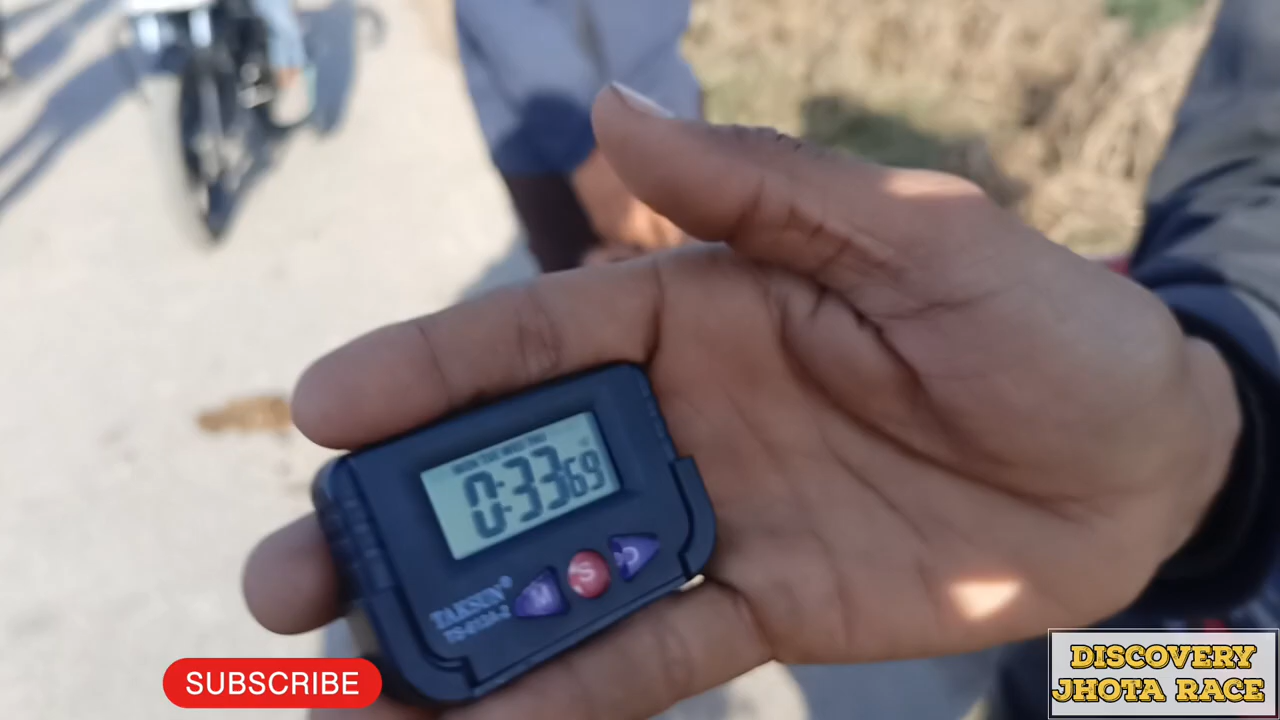 0:33 69
TAKSUN®
S
SUBSCRIBE
DISCOVERY
JHOTA RACE